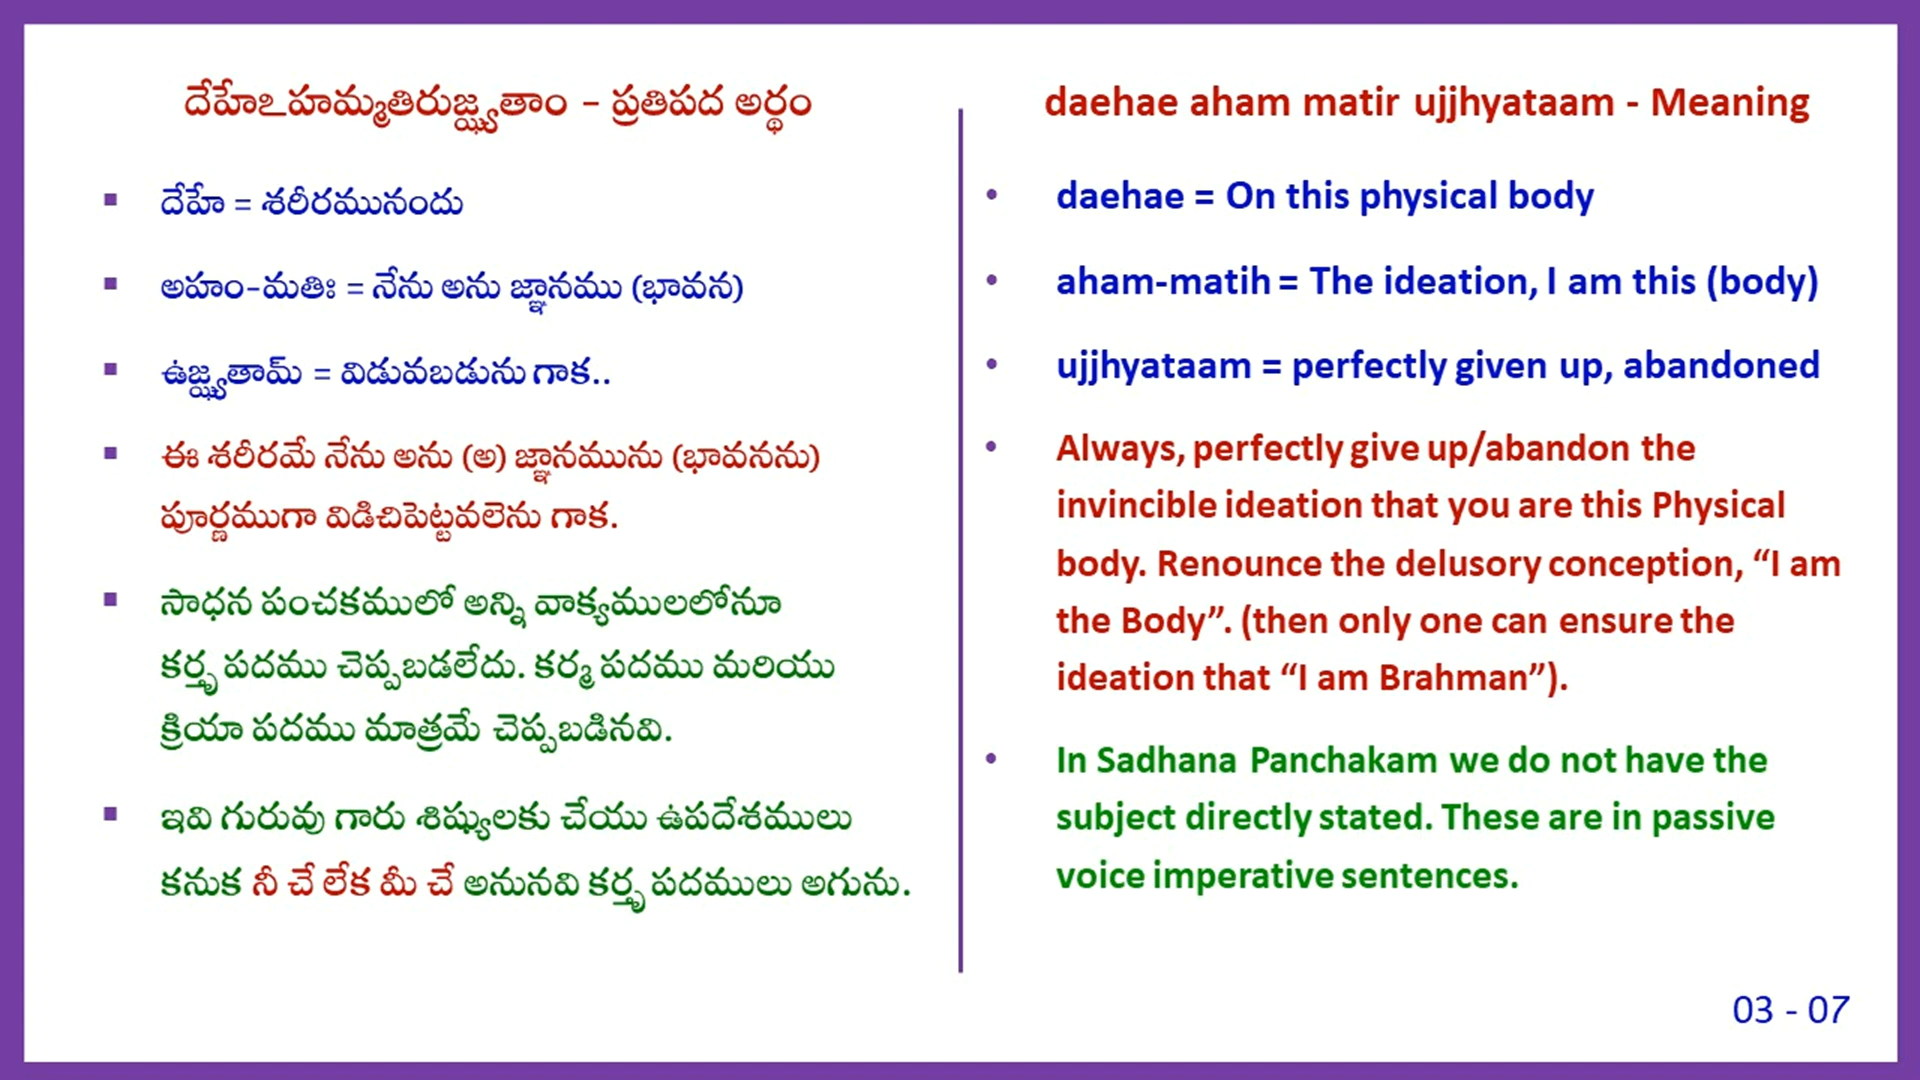 దేహేఽహమ్మతిరుజ్ఝ్యతాం – ప్రతిపద అర్థం
దేహే = శరీరమునందు
అహం-మతిః = నేను అను జ్ఞానము (భావన)
ఉజ్ఝ్యతామ్ = విడువబడును గాక..
ఈ శరీరమే నేను అను (అ) జ్ఞానమును (భావనను)
పూర్ణముగా విడిచిపెట్టవలెను గాక.
సాధన పంచకములో అన్ని వాక్యములలోనూ
కర్తృ పదము చెప్పబడలేదు. కర్మ పదము మరియు
క్రియా పదము మాత్రమే చెప్పబడినవి.
ఇవి గురువు గారు శిష్యులకు చేయు ఉపదేశములు
కనుక నీ చే లేక మీ చే అనునవి కర్తృ పదములు అగును.
daehae aham matir ujjhyataam - Meaning
daehae = On this physical body
aham-matih = The ideation, I am this (body)
ujjhyataam = perfectly given up, abandoned
Always, perfectly give up/abandon the
invincible ideation that you are this Physical
body. Renounce the delusory conception, “I am
the Body”. (then only one can ensure the
ideation that “I am Brahman”).
In Sadhana Panchakam we do not have the
subject directly stated. These are in passive
voice imperative sentences.
03 - 07